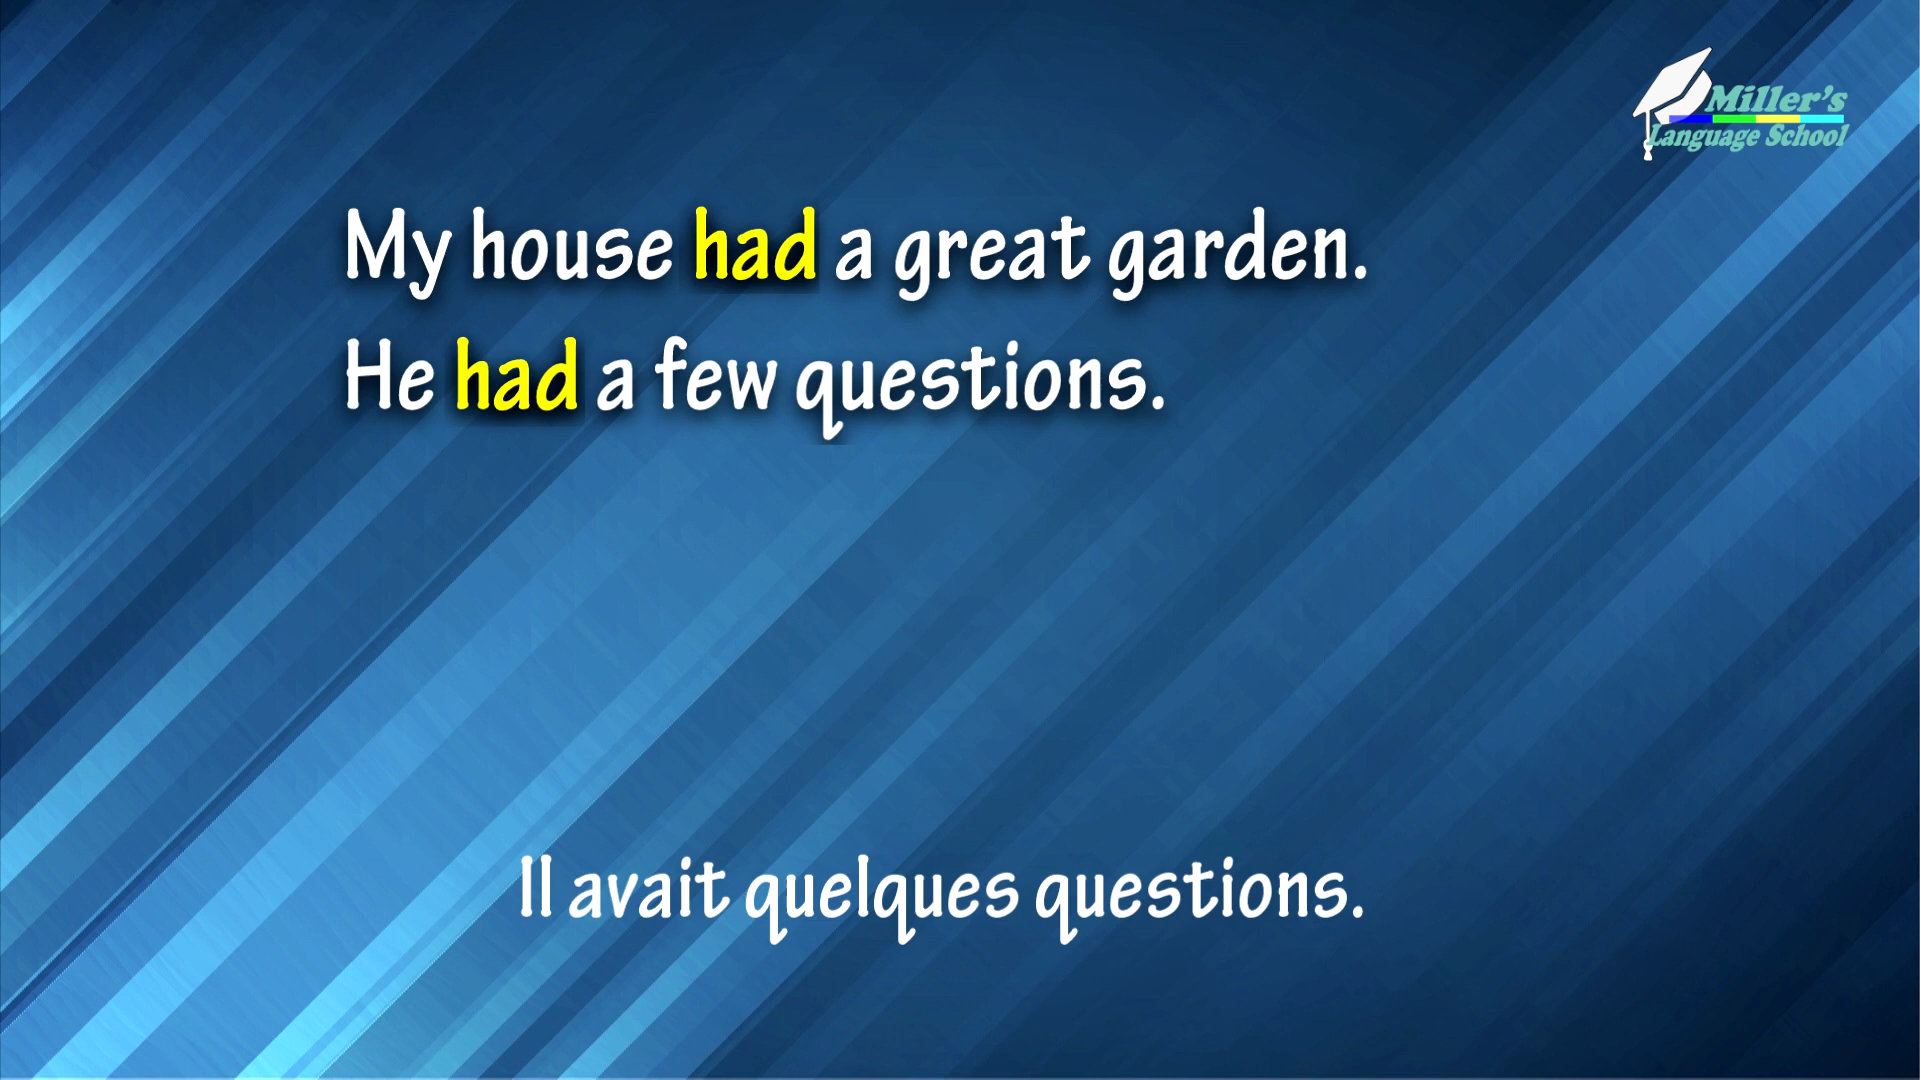 Miller's
Language School
My house had a great garden.
He had a few questions.
Il avait quelques questions.